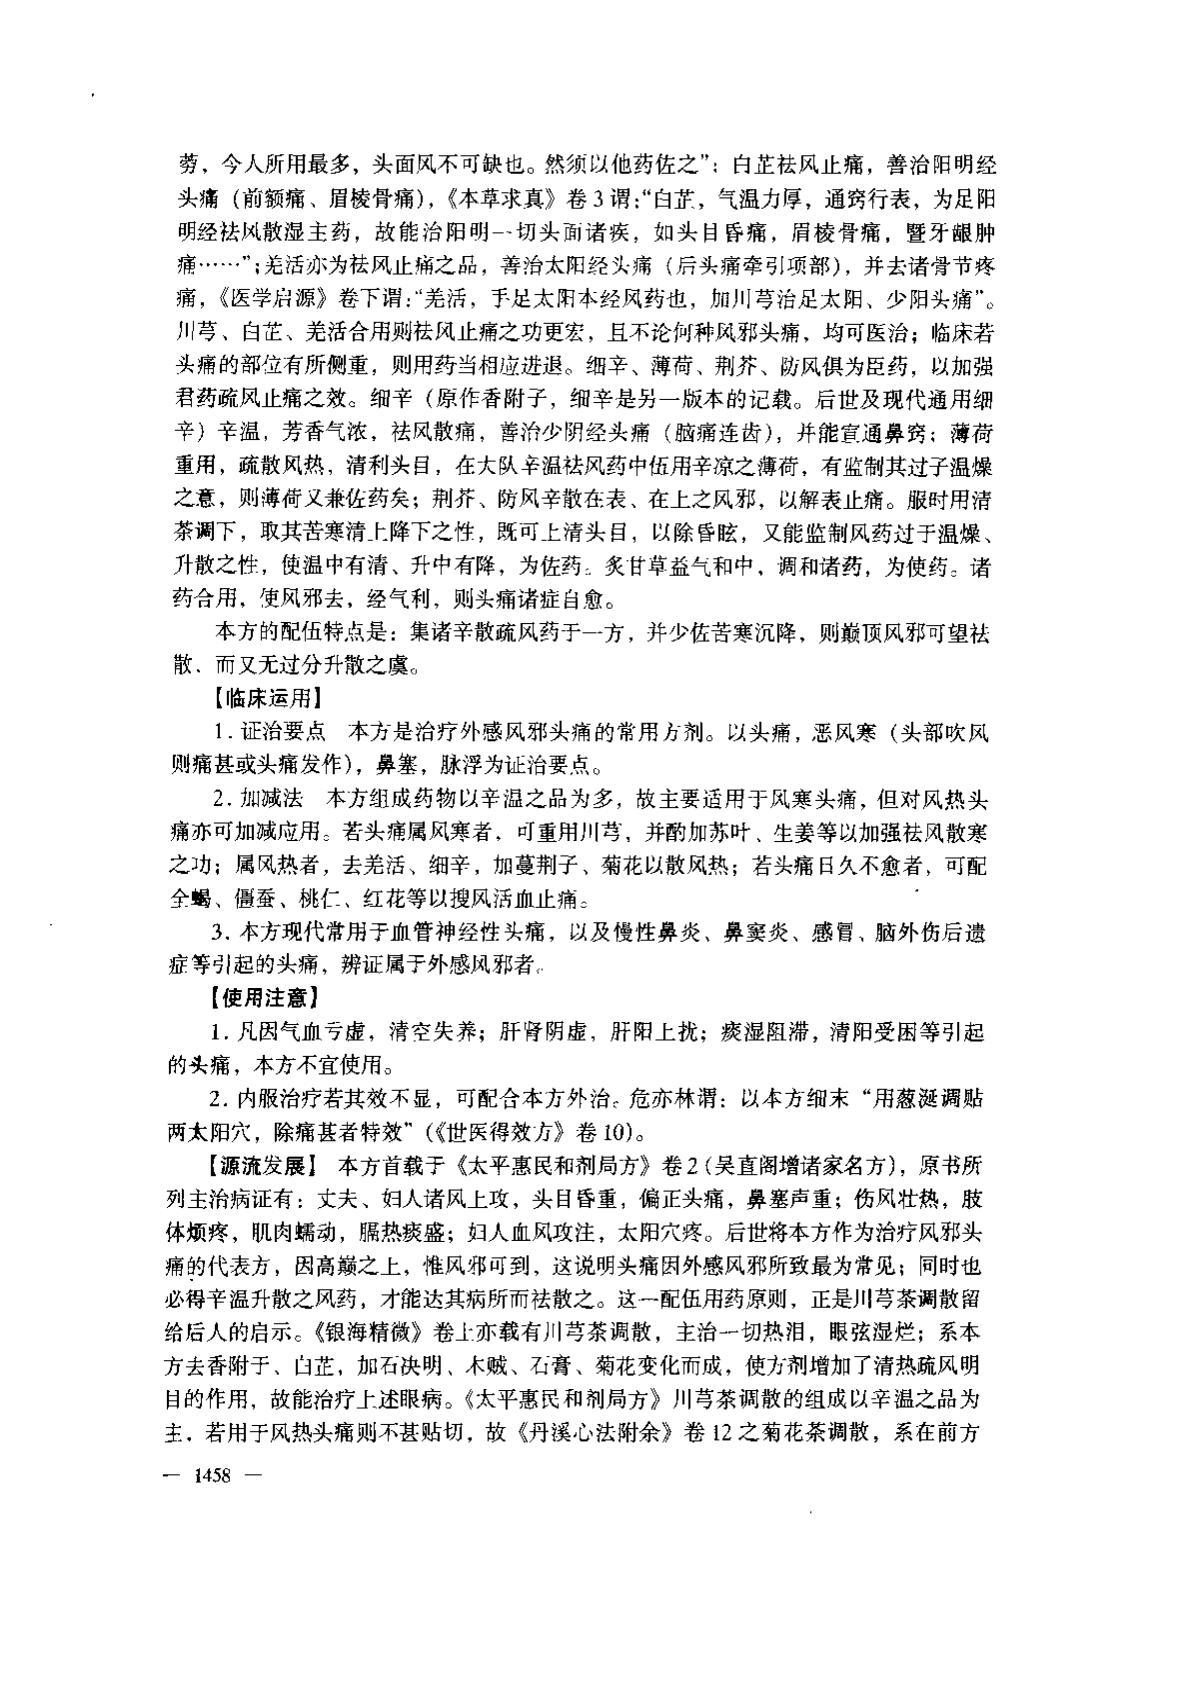 劳，今人所用最多，头面风不可缺也。然须以他药佐之”；白芷祛风止痛，善治阳明经
头痛（前额痛、眉棱骨痛），《本草求真》卷3谓：“白芷，气温力厚，通窍行表，为足阳
明经祛风散湿主药，故能治阳明一切头面诸疾，如头目昏痛，眉棱骨痛，暨牙龈肿
痛……”；羌活亦为祛风止痛之品，善治太阳经头痛（后头痛牵引项部），并去诸骨节疼
痛，《医学启源》卷下谓：“羌活，手足太阳本经风药也，加川芎治足太阳、少阳头痛”。
川芎、白芷、羌活合用则祛风止痛之功更宏，且不论何种风邪头痛，均可医治；临床若
头痛的部位有所侧重，则用药当相应进退。细辛、薄荷、荆芥、防风俱为臣药，以加强
君药疏风止痛之效。细辛（原作香附子，细辛是另一版本的记载。后世及现代通用细
辛）辛温，芳香气浓，祛风散痛，善治少阴经头痛（脑痛连齿），并能宣通鼻窍；薄荷
重用，疏散风热，清利头目，在大队辛温祛风药中伍用辛凉之薄荷，有监制其过于温燥
之意，则薄荷又兼佐药矣；荆芥、防风辛散在表、在上之风邪，以解表止痛。服时用清
茶调下，取其苦寒清上降下之性，既可上清头目，以除昏眩，又能监制风药过于温燥、
升散之性，使温中有清、升中有降，为佐药。炙甘草益气和中，调和诸药，为使药。诸
药合用，使风邪去，经气利，则头痛诸症自愈。
本方的配伍特点是：集诸辛散疏风药于一方，并少佐苦寒沉降，则巅顶风邪可望祛
散，而又无过分升散之虞。
【临床运用】
1. 证治要点　本方是治疗外感风邪头痛的常用方剂。以头痛，恶风寒（头部吹风
则痛甚或头痛发作），鼻塞，脉浮为证治要点。
2. 加减法　本方组成药物以辛温之品为多，故主要适用于风寒头痛，但对风热头
痛亦可加减应用。若头痛属风寒者，可重用川芎，并酌加苏叶、生姜等以加强祛风散寒
之功；属风热者，去羌活、细辛，加蔓荆子、菊花以散风热；若头痛日久不愈者，可配
全蝎、僵蚕、桃仁、红花等以搜风活血止痛。
3. 本方现代常用于血管神经性头痛，以及慢性鼻炎、鼻窦炎、感冒、脑外伤后遗
症等引起的头痛，辨证属于外感风邪者。
【使用注意】
1. 凡因气血亏虚，清空失养；肝肾阴虚，肝阳上扰；痰湿阻滞，清阳受困等引起
的头痛，本方不宜使用。
2. 内服治疗若其效不显，可配合本方外治。危亦林谓：以本方细末“用葱涎调贴
两太阳穴，除痛甚者特效”（《世医得效方》卷10）。
【源流发展】　本方首载于《太平惠民和剂局方》卷2（吴直阁增诸家名方），原书所
列主治病证有：丈夫、妇人诸风上攻，头目昏重，偏正头痛，鼻塞声重；伤风壮热，肢
体烦疼，肌肉蠕动，膈热痰盛；妇人血风攻注，太阳穴疼。后世将本方作为治疗风邪头
痛的代表方，因高巅之上，惟风邪可到，这说明头痛因外感风邪所致最为常见；同时也
必得辛温升散之风药，才能达其病所而祛散之。这一配伍用药原则，正是川芎茶调散留
给后人的启示。《银海精微》卷上亦载有川芎茶调散，主治一切热泪，眼弦湿烂；系本
方去香附子、白芷，加石决明、木贼、石膏、菊花变化而成，使方剂增加了清热疏风明
目的作用，故能治疗上述眼病。《太平惠民和剂局方》川芎茶调散的组成以辛温之品为
主，若用于风热头痛则不甚贴切，故《丹溪心法附余》卷12之菊花茶调散，系在前方
— 1458 —